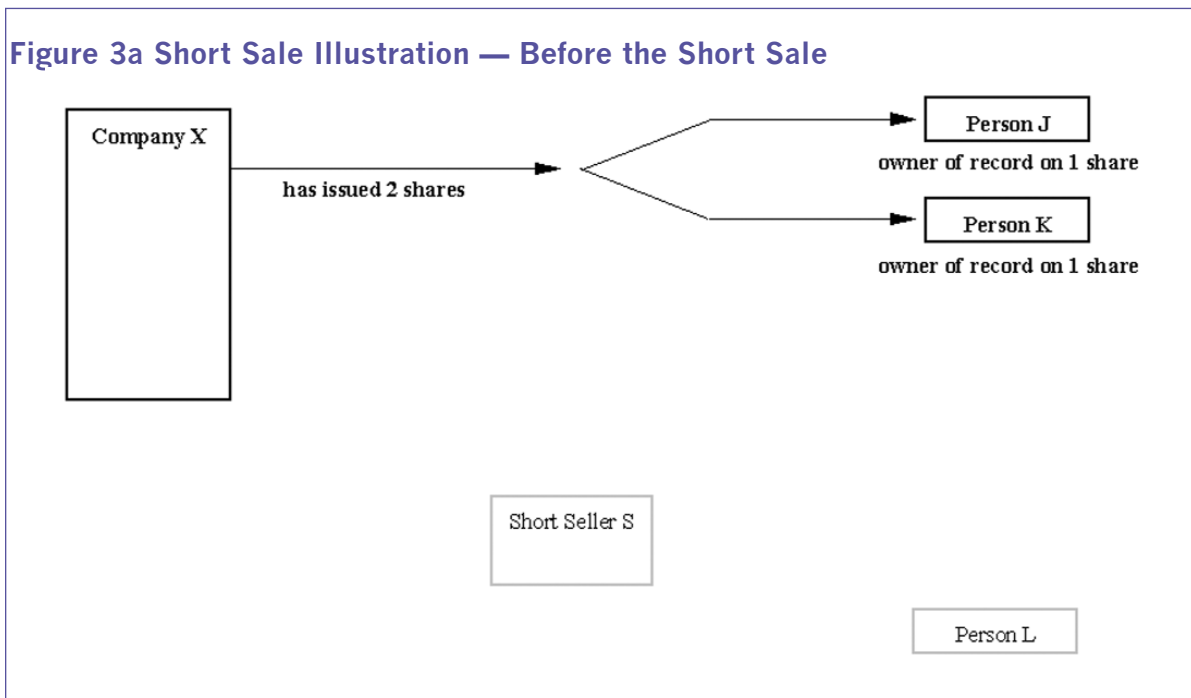 Figure 3a Short Sale Illustration — Before the Short Sale
Company X
has issued 2 shares
Person J
owner of record on 1 share
Person K
owner of record on 1 share
Short Seller S
Person L